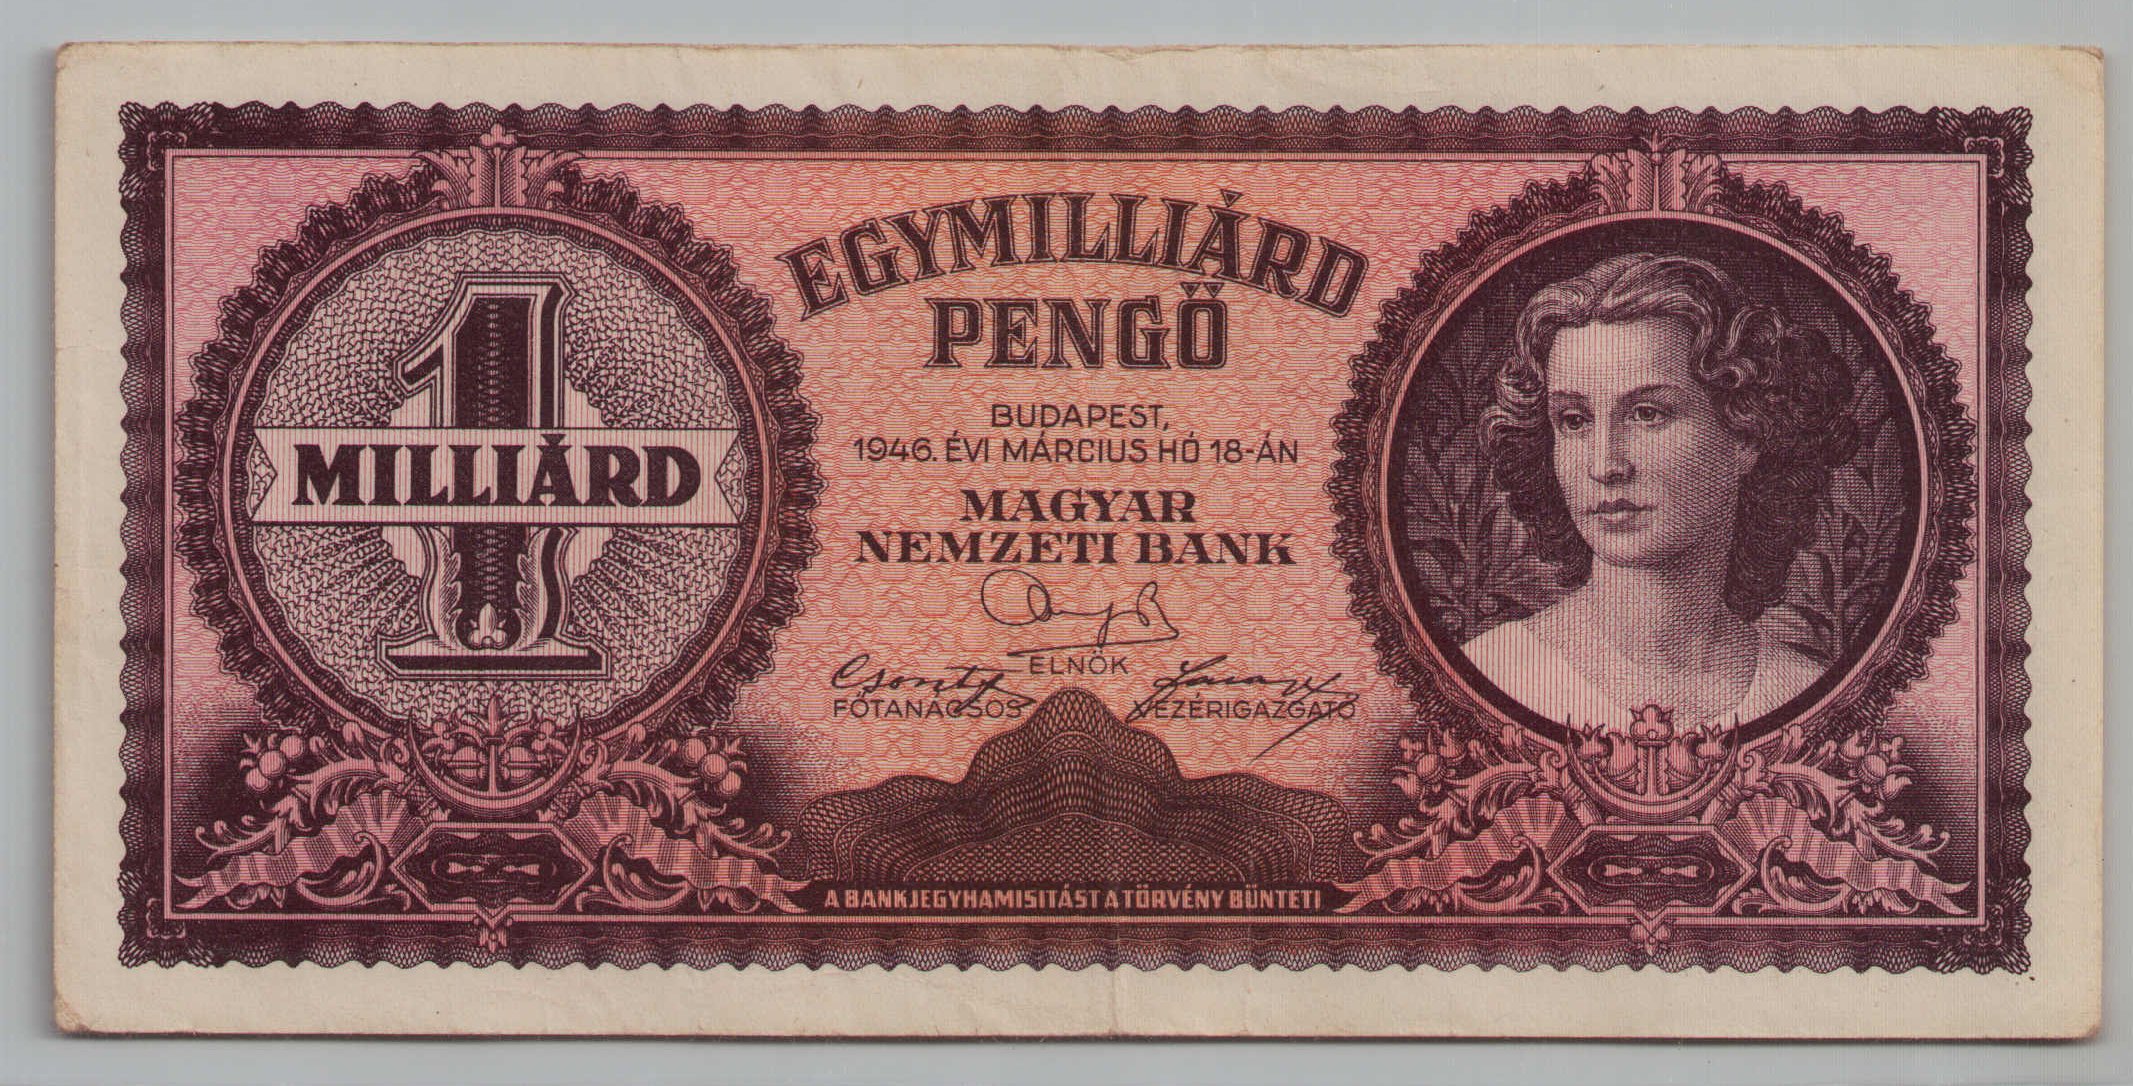 1
MILLIÁRD
EGYMILLIÁRD
PENGŐ
BUDAPEST,
1946. ÉVI MÁRCIUS HÓ 18-ÁN
MAGYAR
NEMZETI BANK
ELNÖK
FŐTANÁCSOS
VEZÉRIGAZGATÓ
A BANKJEGYHAMISITÁST A TÖRVÉNY BÜNTETI